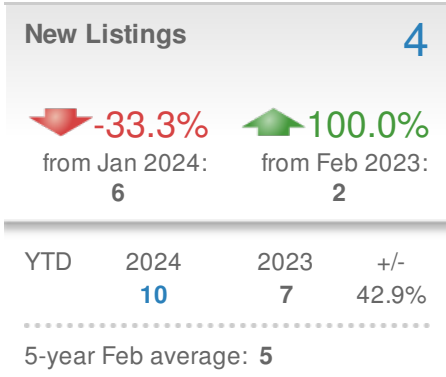 New Listings 4
-33.3% 100.0%
from Jan 2024: from Feb 2023:
6 2
YTD 2024 2023 +/-
10 7 42.9%
5-year Feb average: 5